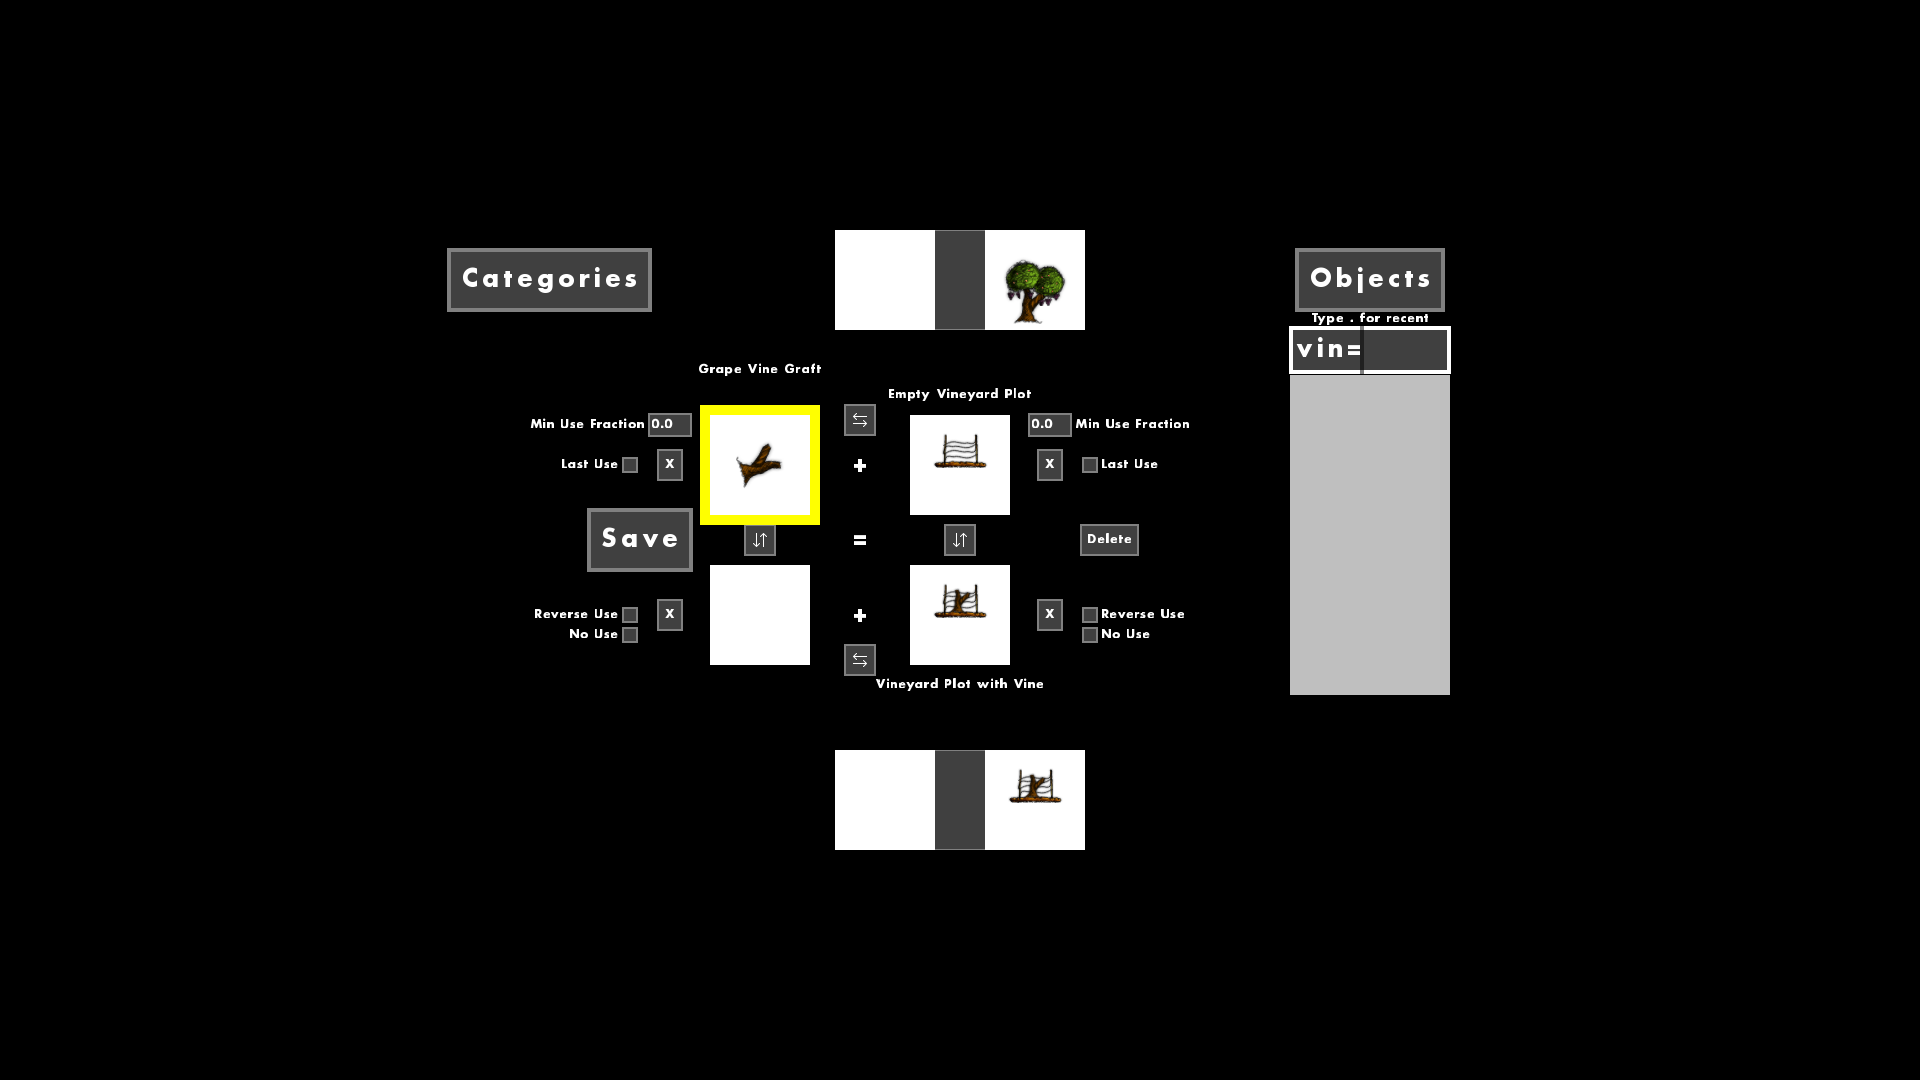 Categories
Objects
Type . for recent
vin=
Grape Vine Graft
Empty Vineyard Plot
Min Use Fraction 0.0
0.0 Min Use Fraction
Last Use X
+
X Last Use
Save
=
Delete
Reverse Use X
No Use
+
X Reverse Use
No Use
Vineyard Plot with Vine